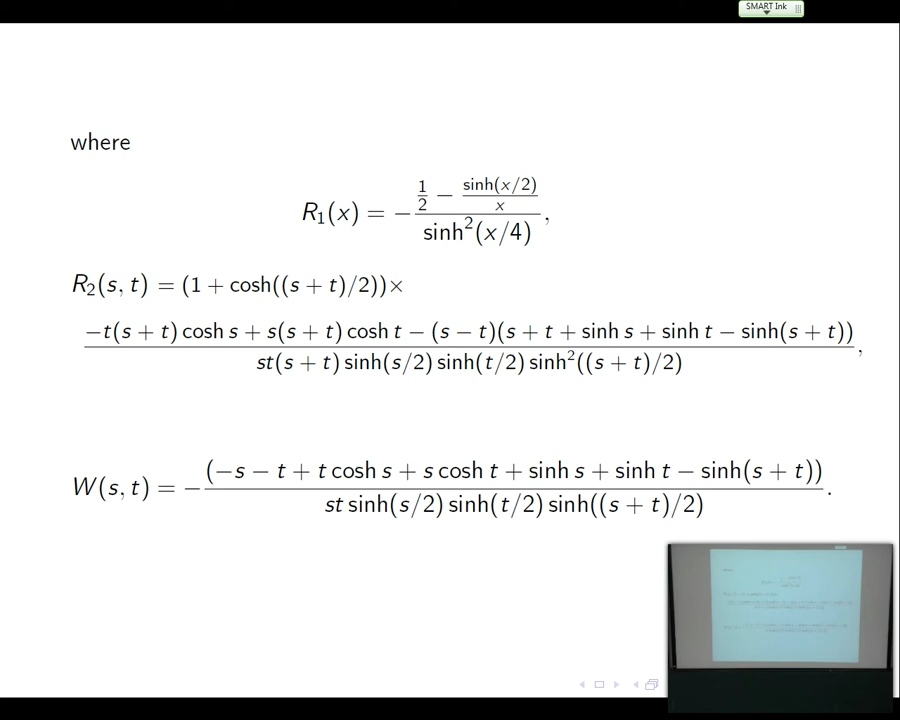 SMART Ink
where
R₁(x) = −(1/2 − sinh(x/2)/x)/sinh²(x/4),
R₂(s, t) = (1 + cosh((s + t)/2))×
−t(s + t) cosh s + s(s + t) cosh t − (s − t)(s + t + sinh s + sinh t − sinh(s + t))
st(s + t) sinh(s/2) sinh(t/2) sinh²((s + t)/2)
,
W(s, t) = −(−s − t + t cosh s + s cosh t + sinh s + sinh t − sinh(s + t))
st sinh(s/2) sinh(t/2) sinh((s + t)/2)
.